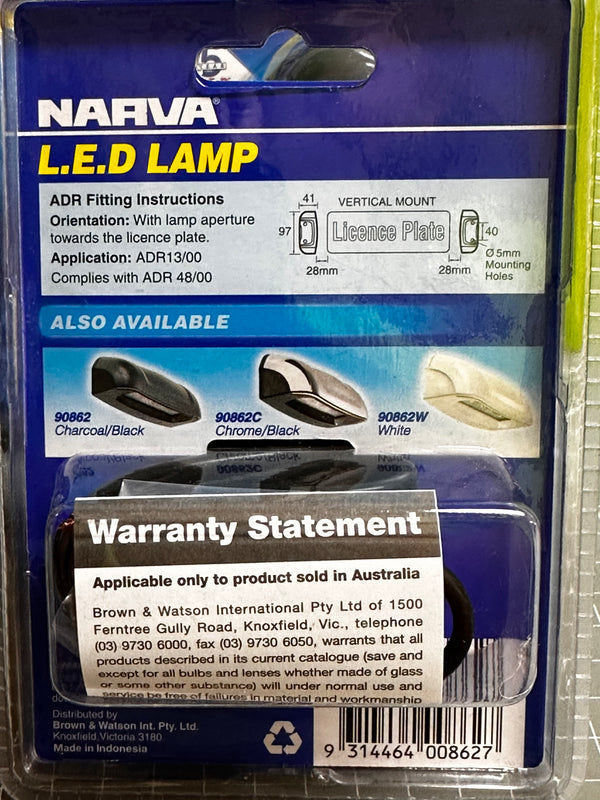 NARVA®
L.E.D LAMP
ADR Fitting Instructions
Orientation: With lamp aperture
towards the licence plate.
Application: ADR13/00
Complies with ADR 48/00
41
VERTICAL MOUNT
97
Licence Plate
40
Ø 5mm
Mounting
Holes
28mm
28mm
ALSO AVAILABLE
90862
Charcoal/Black
90862C
Chrome/Black
90862W
White
Warranty Statement
Applicable only to product sold in Australia
Brown & Watson International Pty Ltd of 1500
Ferntree Gully Road, Knoxfield, Vic., telephone
(03) 9730 6000, fax (03) 9730 6050, warrants that all
products described in its current catalogue (save and
except for all bulbs and lenses whether made of glass
or some other substance) will under normal use and
service be free of failures in material and workmanship
Distributed by
Brown & Watson Int. Pty. Ltd.
Knoxfield, Victoria 3180
Made in Indonesia
9 314464 008627